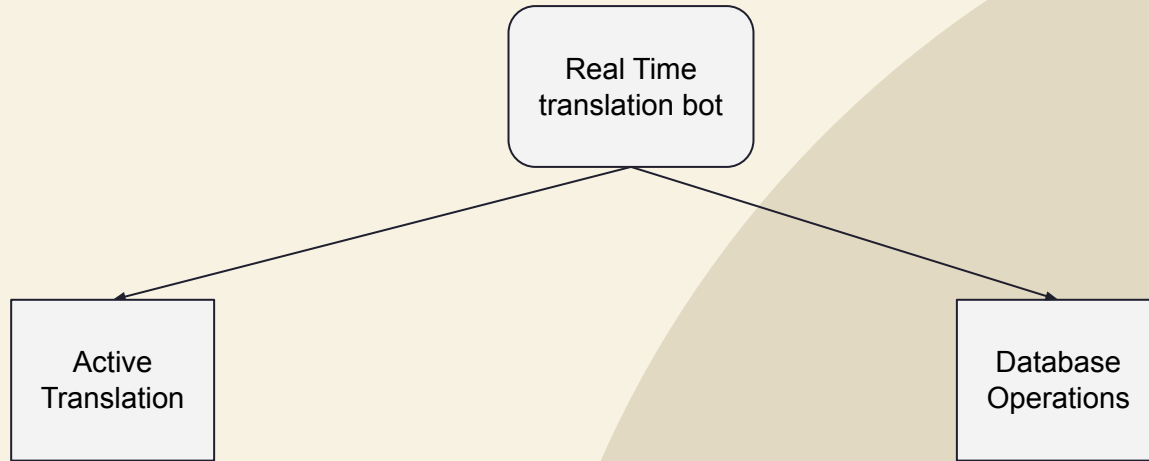 Real Time
translation bot
Active
Translation
Database
Operations